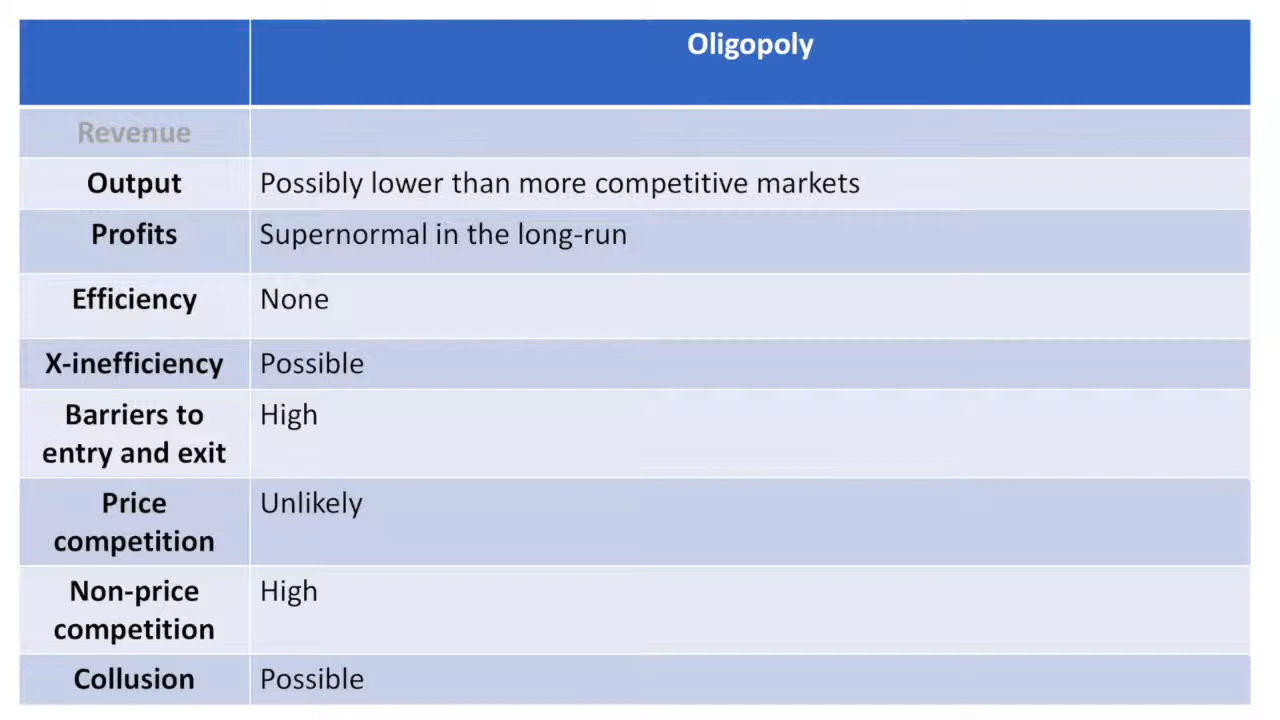 Oligopoly
Revenue
Output Possibly lower than more competitive markets
Profits Supernormal in the long-run
Efficiency None
X-inefficiency Possible
Barriers to High
entry and exit
Price Unlikely
competition
Non-price High
competition
Collusion Possible